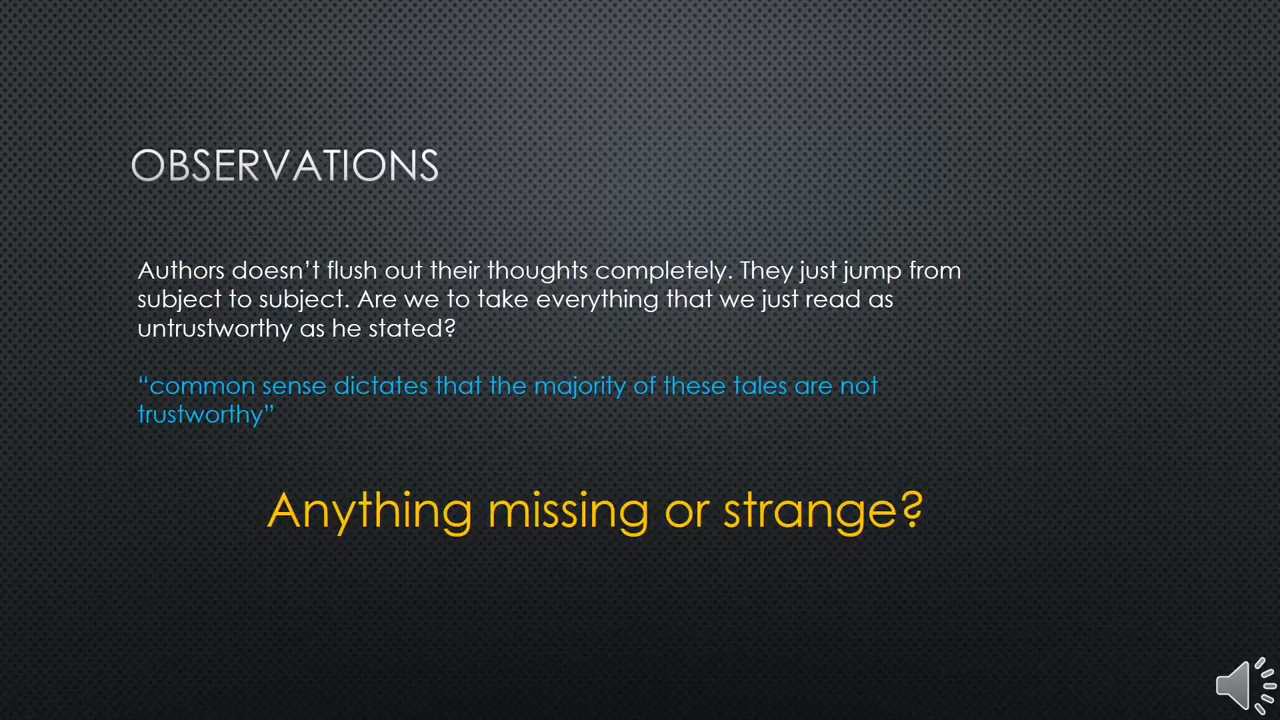 OBSERVATIONS
Authors doesn’t flush out their thoughts completely. They just jump from
subject to subject. Are we to take everything that we just read as
untrustworthy as he stated?
“common sense dictates that the majority of these tales are not
trustworthy”
Anything missing or strange?